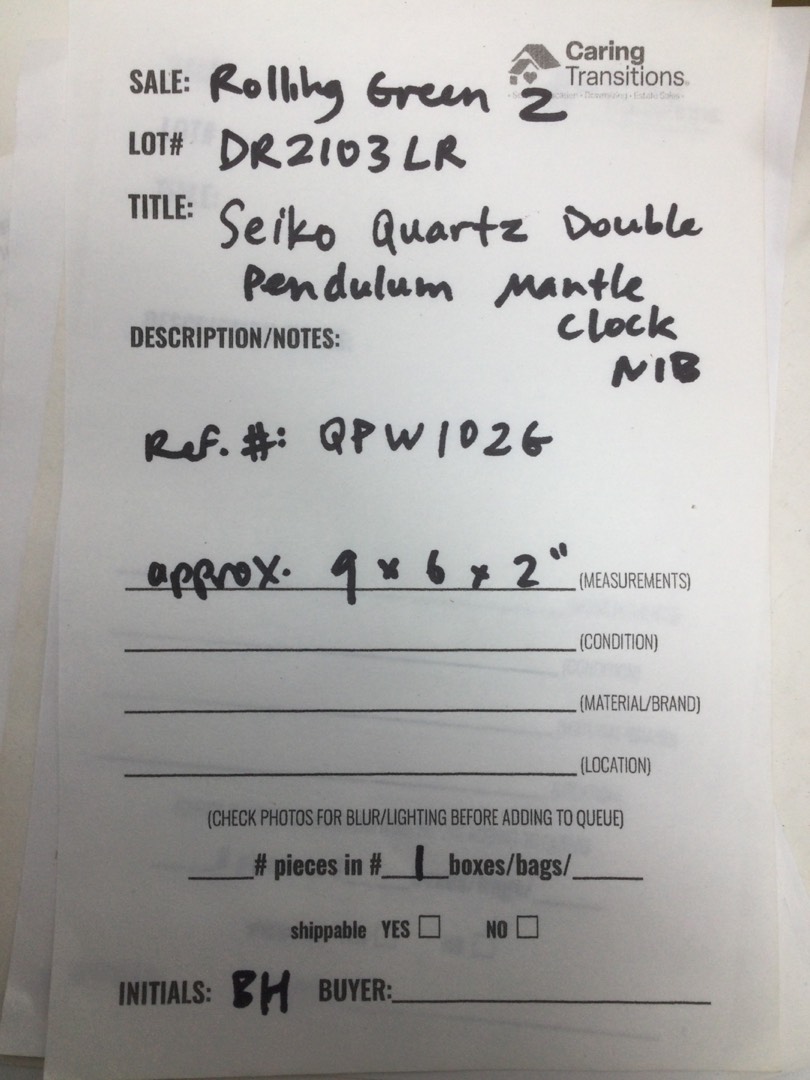 Caring
Transitions®
SALE: Rolling Green 2
LOT# DR2103LR
TITLE: Seiko Quartz Double
Pendulum Mantle
Clock
NIB
DESCRIPTION/NOTES:
Ref. #: QPW102G
approx. 9 x 6 x 2" (MEASUREMENTS)
(CONDITION)
(MATERIAL/BRAND)
(LOCATION)
(CHECK PHOTOS FOR BLUR/LIGHTING BEFORE ADDING TO QUEUE)
# pieces in # 1 boxes/bags/
shippable YES ☐ NO ☐
INITIALS: BH BUYER: